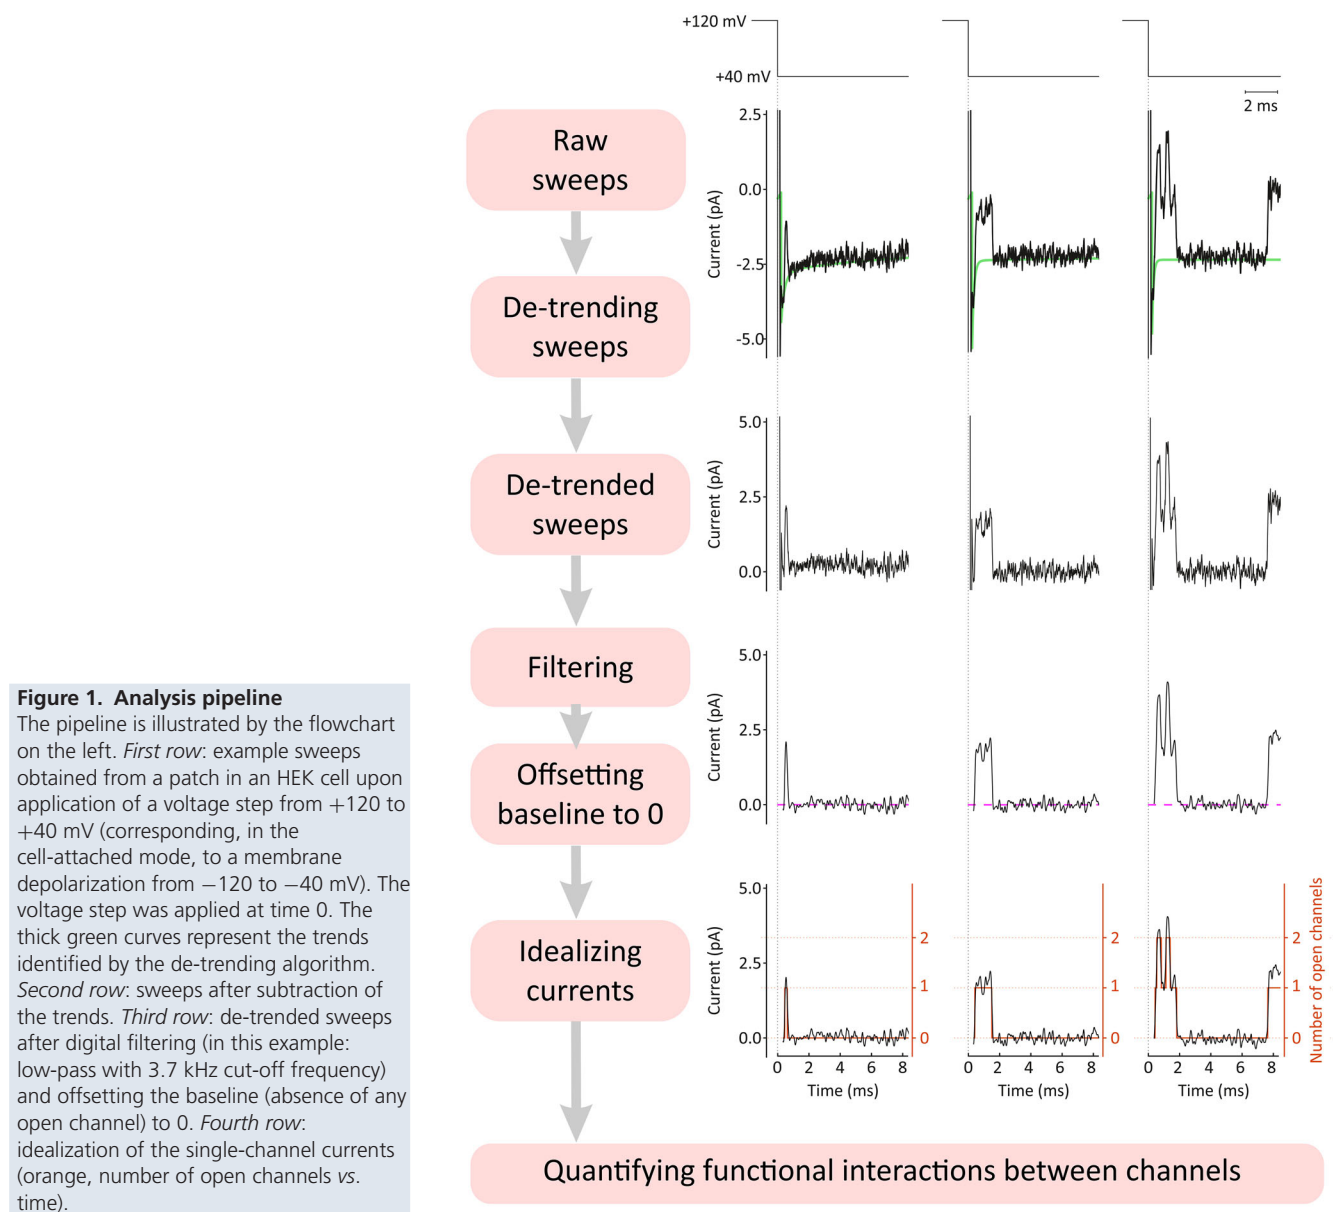 +120 mV
+40 mV
2 ms
Raw
sweeps
2.5
0.0
-2.5
-5.0
Current (pA)
De-trending
sweeps
De-trended
sweeps
5.0
2.5
0.0
Current (pA)
Filtering
5.0
2.5
0.0
Current (pA)
Offsetting
baseline to 0
Idealizing
currents
5.0
2.5
0.0
Current (pA)
2
1
0
2
1
0
2
1
0
Number of open channels
0 2 4 6 8
0 2 4 6 8
0 2 4 6 8
Time (ms)
Time (ms)
Time (ms)
Quantifying functional interactions between channels
Figure 1. Analysis pipeline
The pipeline is illustrated by the flowchart
on the left. First row: example sweeps
obtained from a patch in an HEK cell upon
application of a voltage step from +120 to
+40 mV (corresponding, in the
cell-attached mode, to a membrane
depolarization from −120 to −40 mV). The
voltage step was applied at time 0. The
thick green curves represent the trends
identified by the de-trending algorithm.
Second row: sweeps after subtraction of
the trends. Third row: de-trended sweeps
after digital filtering (in this example:
low-pass with 3.7 kHz cut-off frequency)
and offsetting the baseline (absence of any
open channel) to 0. Fourth row:
idealization of the single-channel currents
(orange, number of open channels vs.
time).